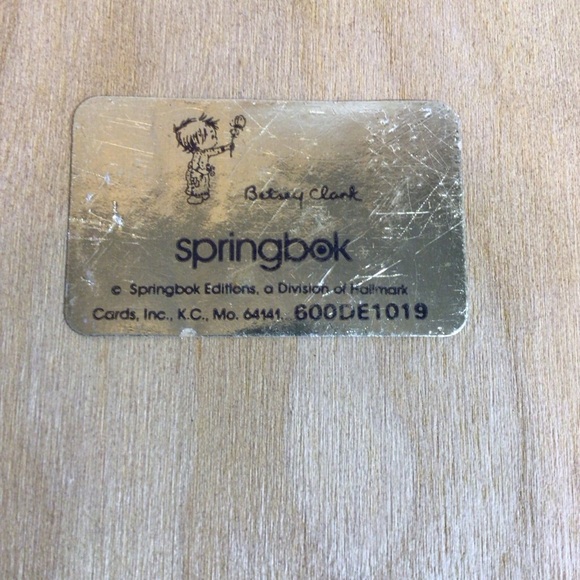 Betsey Clark
springbok
© Springbok Editions, a Division of Hallmark
Cards, Inc., K.C., Mo. 64141. 600DE1019